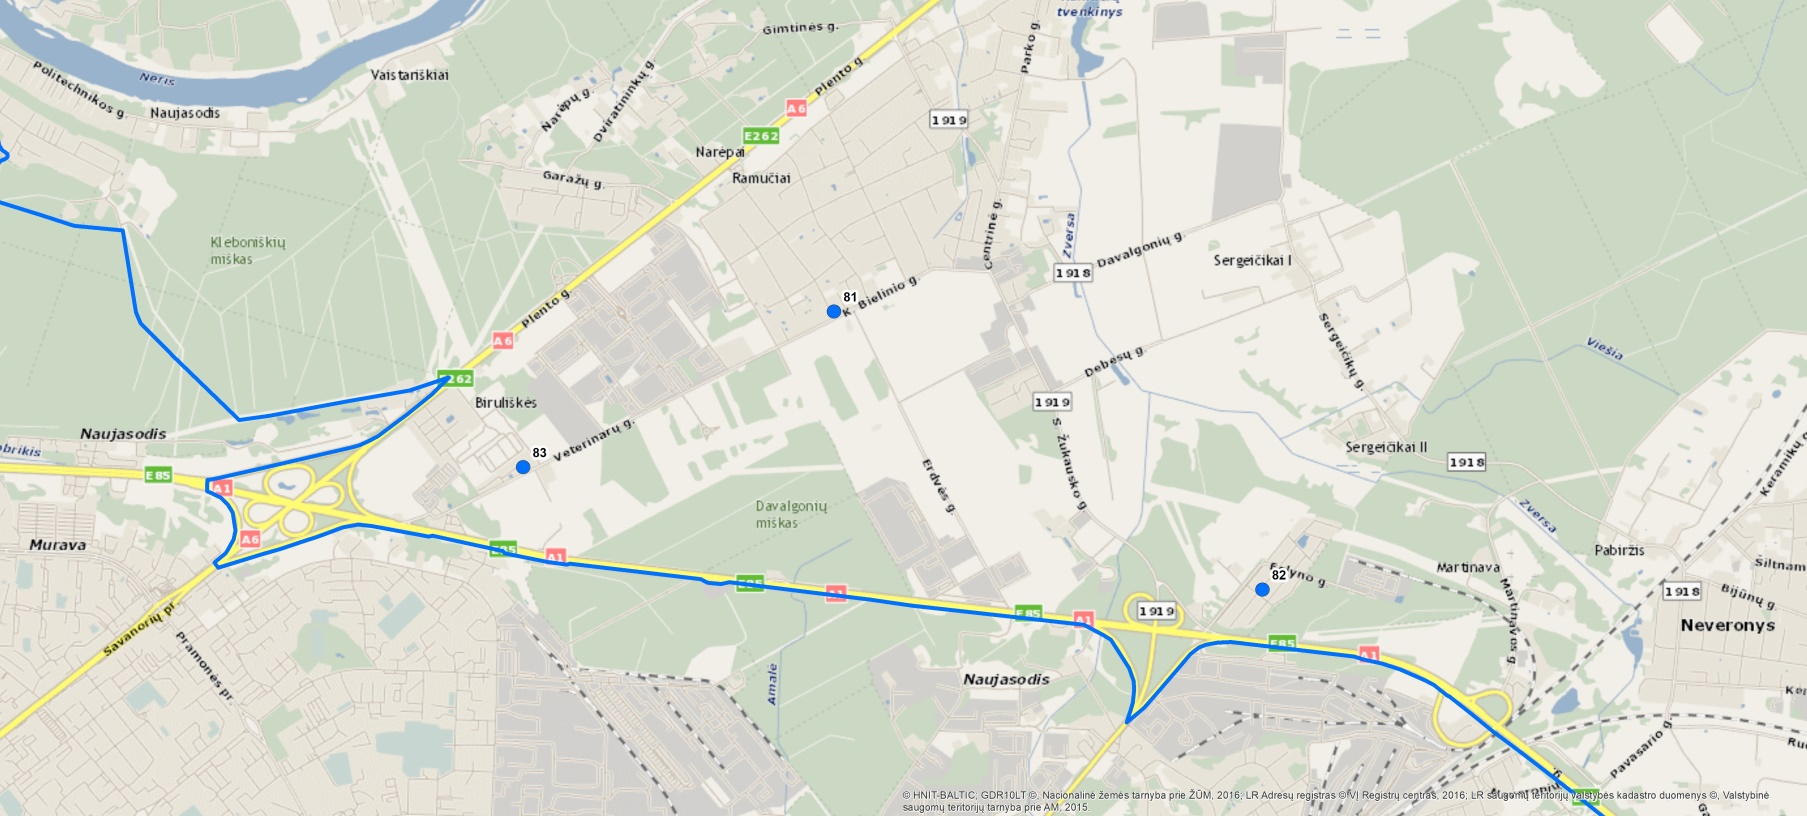 tvenkinys
Gimtinės g.
Parko g.
Vaistariškiai
Neris
Politechnikos g.
Naujasodis
Plento g.
A6
E262
1919
Narėpų g.
Dviratininkų g.
Narėpai
Ramučiai
Garažų g.
Centrinė g.
Zversa
Davalgonių g.
1918
Sergeičikai I
Kleboniškių
miškas
81
K. Bielinio g.
Plento g.
A6
Sergeičikų g.
Viešia
Debesų g.
262
Biruliškės
1919
Naujasodis
Veterinarų g.
83
S. Žukausko g.
Sergeičikai II
1918
Keramikų g.
E85
A1
Erdvės g.
Davalgonių
miškas
Zversa
Murava
A6
E85
A1
Pabiržis
Martinava
Martinavos g.
82
1918
Bijūnų g.
E85
A1
E85
A1
1919
Neveronys
Savanorių pr.
Pramonės pr.
Amalė
Naujasodis
E85
A1
Pavasario g.
© HNIT-BALTIC, GDR10LT ©, Nacionalinė žemės tarnyba prie ŽŪM, 2016; LR Adresų registras © VĮ Registrų centras, 2016; LR saugomų teritorijų valstybės kadastro duomenys ©, Valstybinė
saugomų teritorijų tarnyba prie AM, 2015.